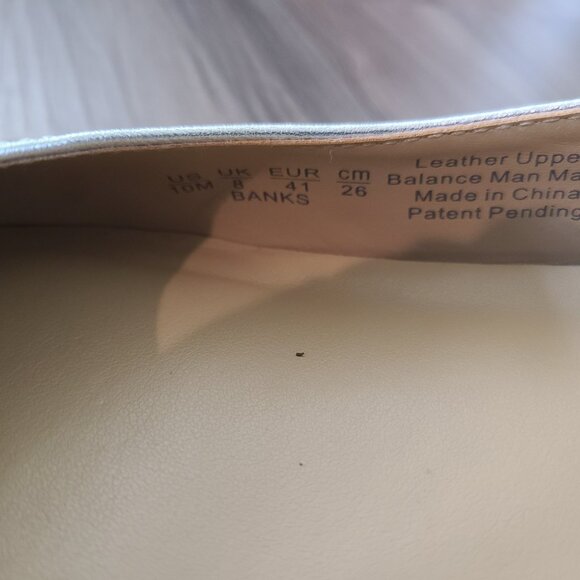 US UK EUR cm
10M 8 41 26
BANKS
Leather Uppe
Balance Man Ma
Made in China
Patent Pending